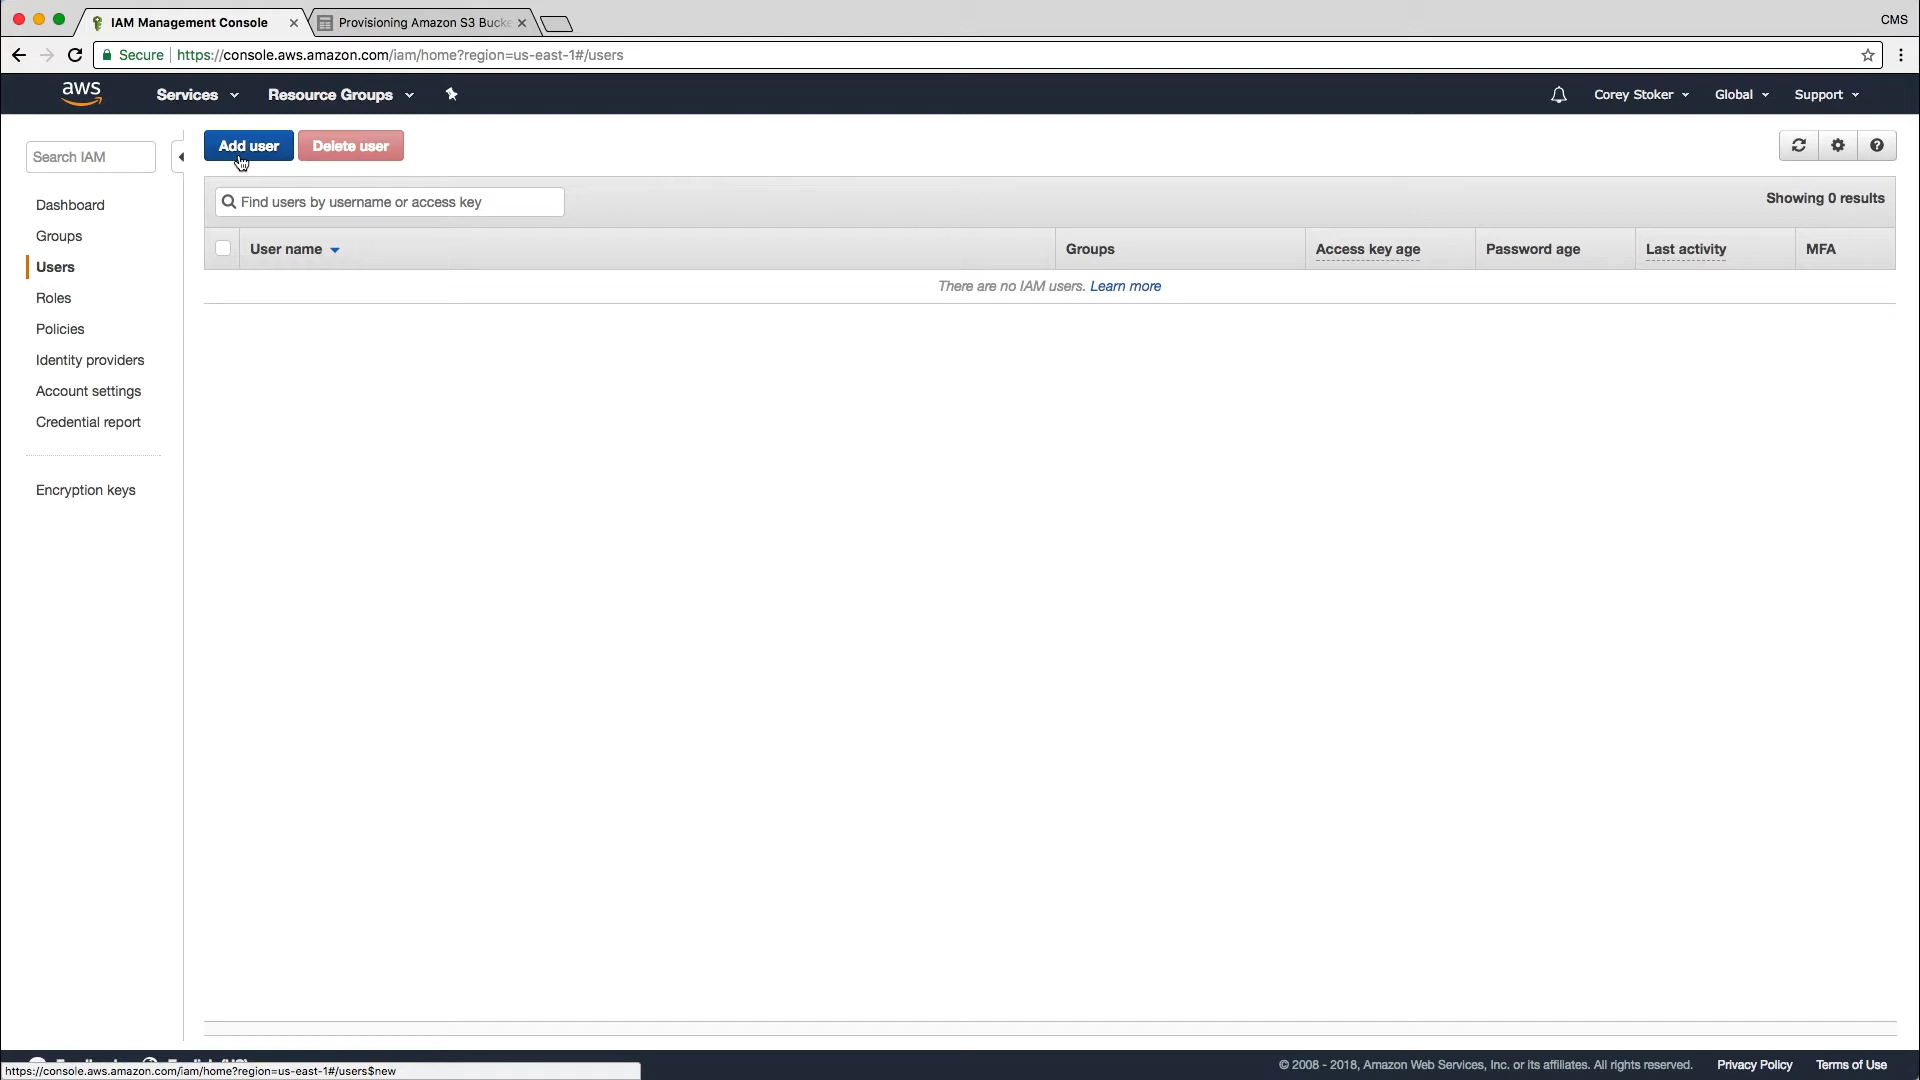 IAM Management Console
Provisioning Amazon S3 Bucke
CMS
Secure
https://console.aws.amazon.com/iam/home?region=us-east-1#/users
aws
Services
Resource Groups
Corey Stoker
Global
Support
Search IAM
Add user
Delete user
Find users by username or access key
Showing 0 results
Dashboard
Groups
Users
Roles
Policies
Identity providers
Account settings
Credential report
Encryption keys
User name
Groups
Access key age
Password age
Last activity
MFA
There are no IAM users. Learn more
© 2008 - 2018, Amazon Web Services, Inc. or its affiliates. All rights reserved.
Privacy Policy
Terms of Use
https://console.aws.amazon.com/iam/home?region=us-east-1#/users$new